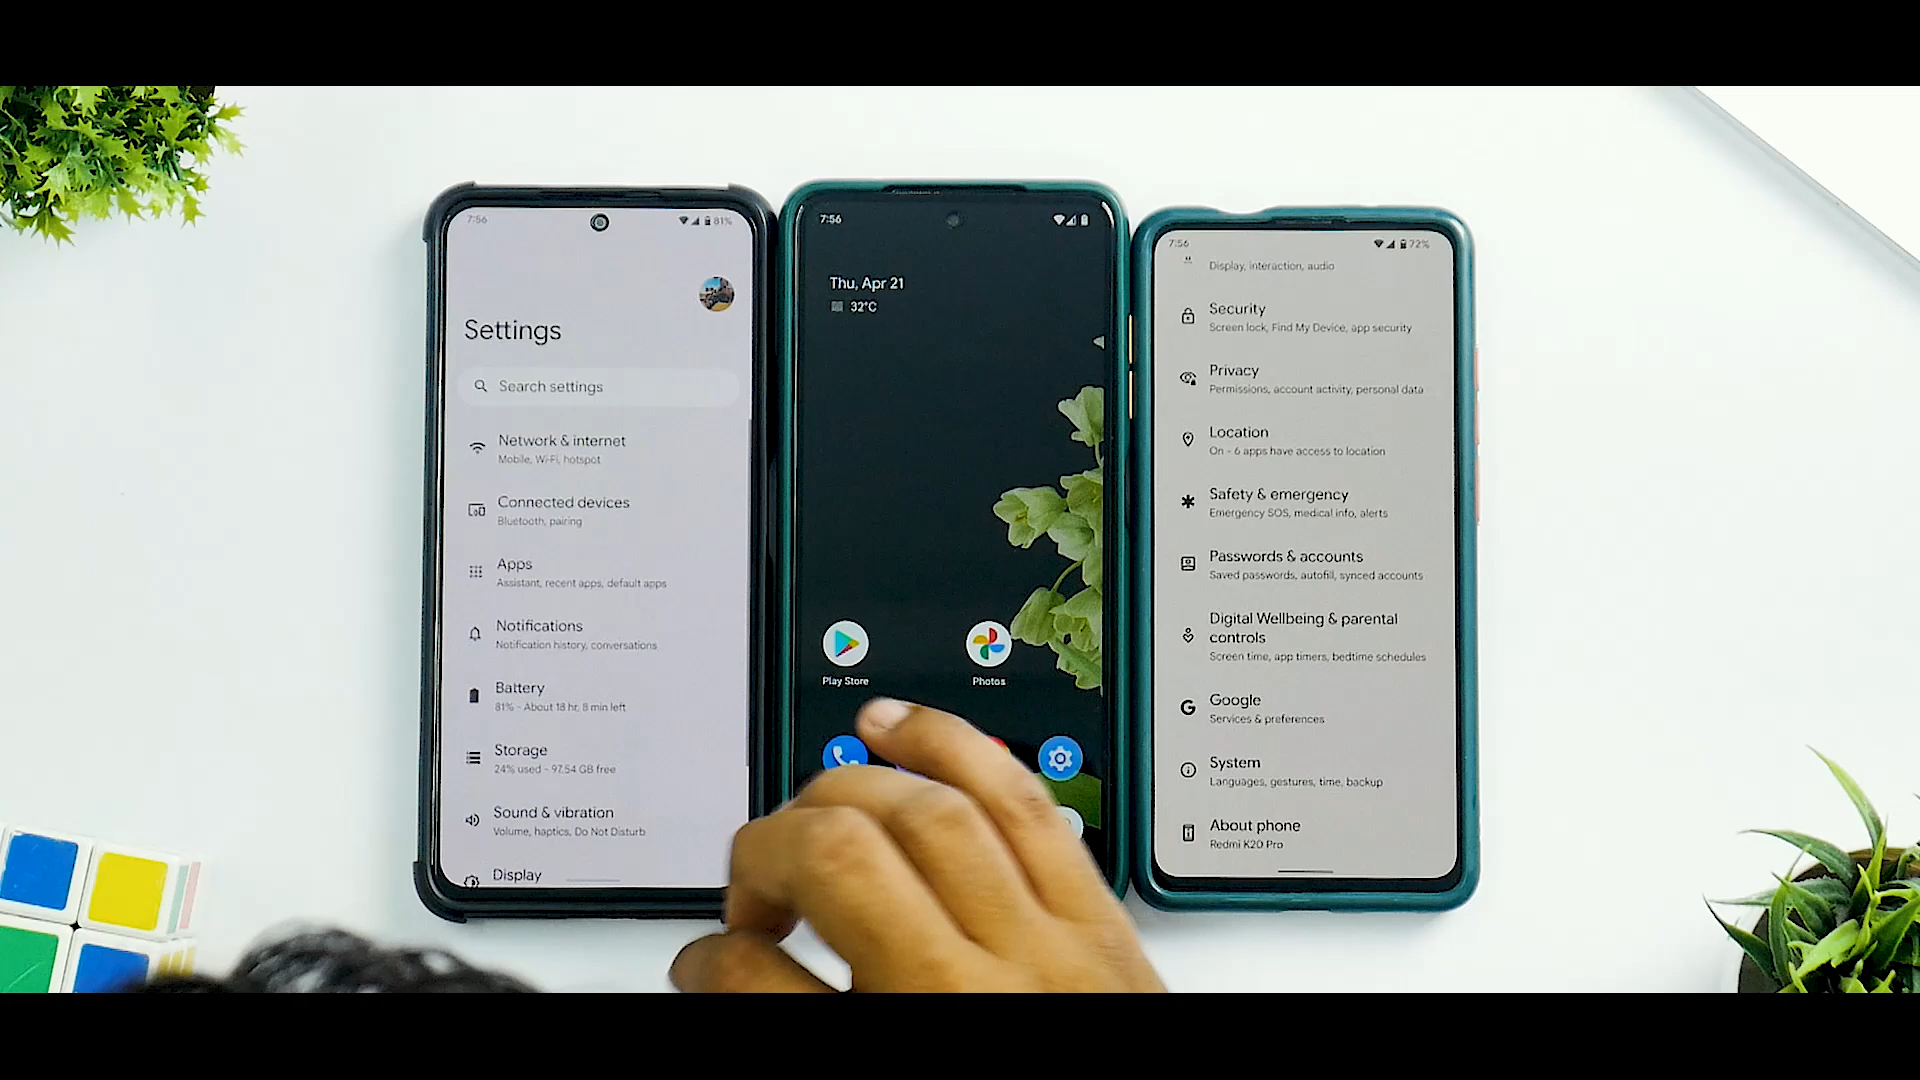 7:56
81%
Settings
Search settings
Network & internet
Mobile, Wi-Fi, hotspot
Connected devices
Bluetooth, pairing
Apps
Assistant, recent apps, default apps
Notifications
Notification history, conversations
Battery
81% - About 18 hr, 8 min left
Storage
24% used - 97.54 GB free
Sound & vibration
Volume, haptics, Do Not Disturb
Display
7:56
Thu, Apr 21
32°C
Play Store
Photos
7:56
72%
Display, interaction, audio
Security
Screen lock, Find My Device, app security
Privacy
Permissions, account activity, personal data
Location
On - 6 apps have access to location
Safety & emergency
Emergency SOS, medical info, alerts
Passwords & accounts
Saved passwords, autofill, synced accounts
Digital Wellbeing & parental
controls
Screen time, app timers, bedtime schedules
Google
Services & preferences
System
Languages, gestures, time, backup
About phone
Redmi K20 Pro